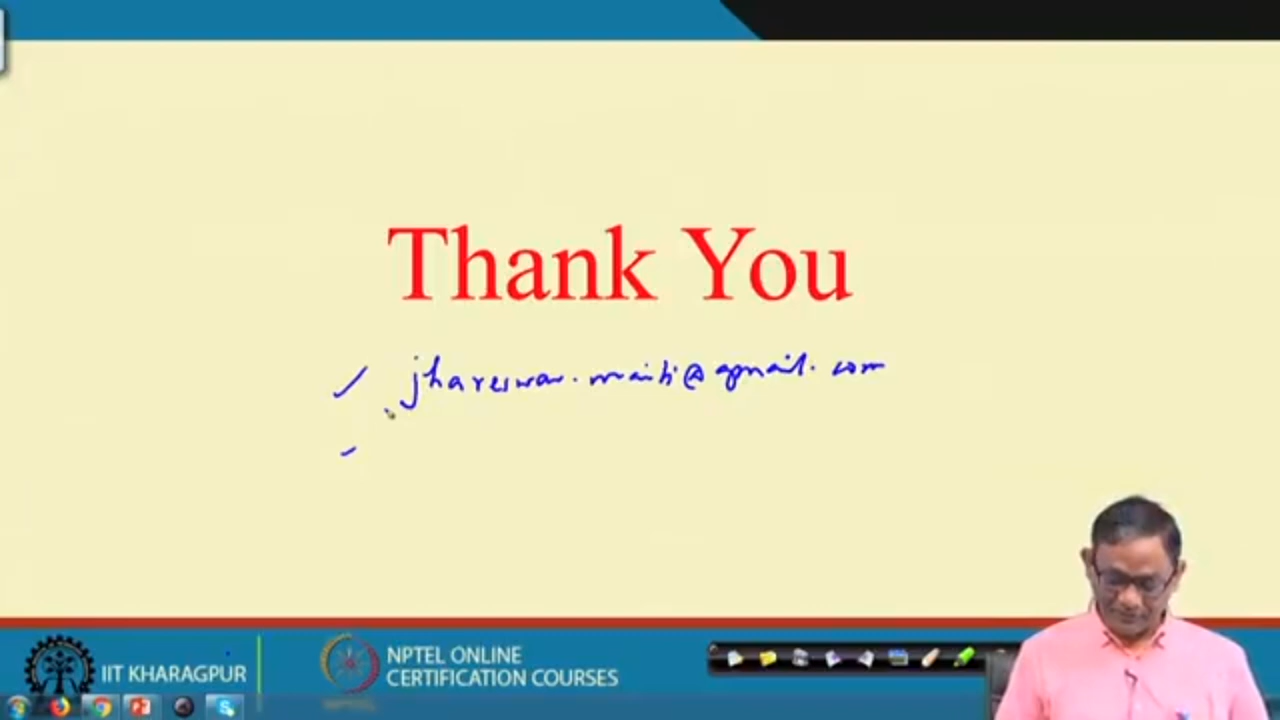 Thank You
jhareswar.maiti@gmail.com
IIT KHARAGPUR
NPTEL ONLINE
CERTIFICATION COURSES